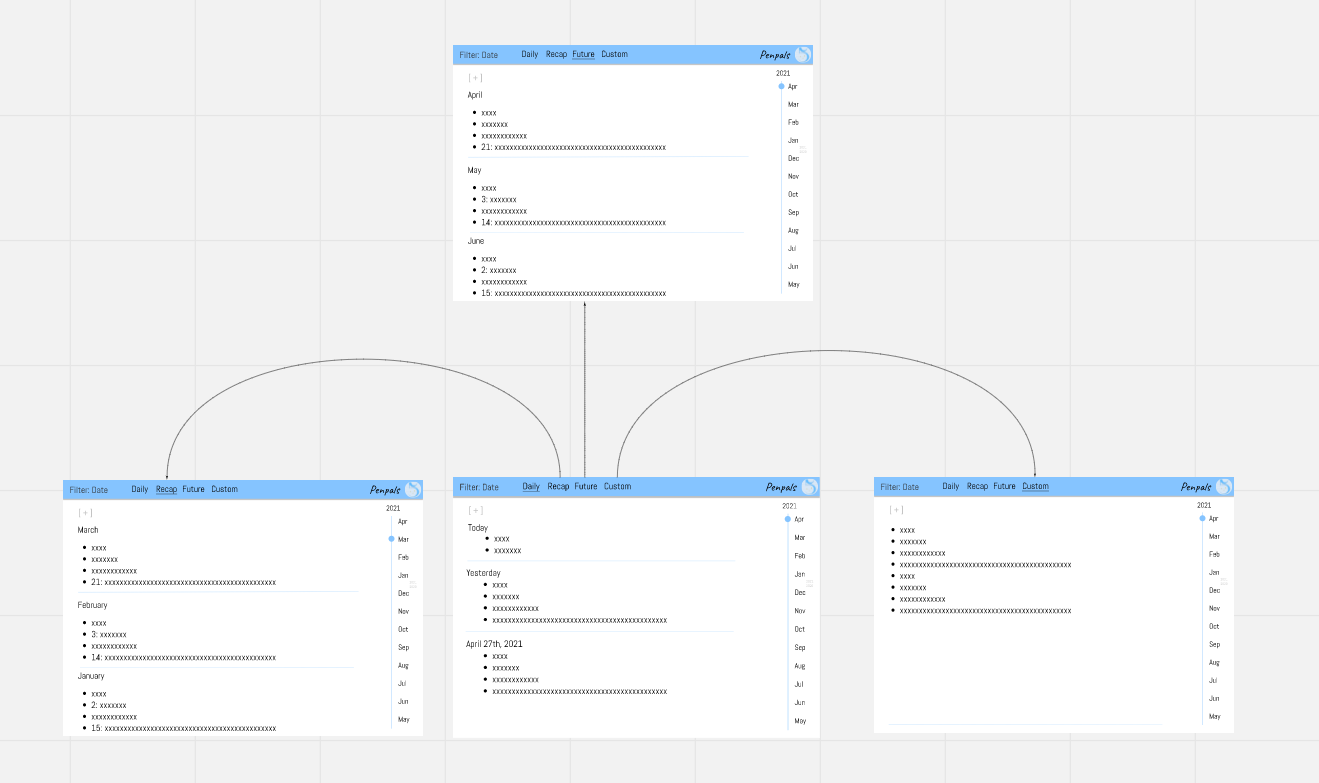 Filter: Date Daily Recap Future Custom Penpals
2021
[+]
April
• xxxx
• xxxxxxx
• xxxxxxxxxxxx
• 21: xxxxxxxxxxxxxxxxxxxxxxxxxxxxxxxxxxxxxxxxxxxxx
May
• xxxx
• 3: xxxxxxx
• xxxxxxxxxxxx
• 14: xxxxxxxxxxxxxxxxxxxxxxxxxxxxxxxxxxxxxxxxxxxxx
June
• xxxx
• 2: xxxxxxx
• xxxxxxxxxxxx
• 15: xxxxxxxxxxxxxxxxxxxxxxxxxxxxxxxxxxxxxxxxxxxxx
Apr
Mar
Feb
Jan
Dec
Nov
Oct
Sep
Aug
Jul
Jun
May
Filter: Date Daily Recap Future Custom Penpals
2021
[+]
March
• xxxx
• xxxxxxx
• xxxxxxxxxxxx
• 21: xxxxxxxxxxxxxxxxxxxxxxxxxxxxxxxxxxxxxxxxxxxxx
February
• xxxx
• 3: xxxxxxx
• xxxxxxxxxxxx
• 14: xxxxxxxxxxxxxxxxxxxxxxxxxxxxxxxxxxxxxxxxxxxxx
January
• xxxx
• 2: xxxxxxx
• xxxxxxxxxxxx
• 15: xxxxxxxxxxxxxxxxxxxxxxxxxxxxxxxxxxxxxxxxxxxxx
Apr
Mar
Feb
Jan
Dec
Nov
Oct
Sep
Aug
Jul
Jun
May
Filter: Date Daily Recap Future Custom Penpals
2021
[+]
Today
• xxxx
• xxxxxxx
Yesterday
• xxxx
• xxxxxxx
• xxxxxxxxxxxx
• xxxxxxxxxxxxxxxxxxxxxxxxxxxxxxxxxxxxxxxxxxxxx
April 27th, 2021
• xxxx
• xxxxxxx
• xxxxxxxxxxxx
• xxxxxxxxxxxxxxxxxxxxxxxxxxxxxxxxxxxxxxxxxxxxx
Apr
Mar
Feb
Jan
Dec
Nov
Oct
Sep
Aug
Jul
Jun
May
Filter: Date Daily Recap Future Custom Penpals
2021
[+]
• xxxx
• xxxxxxx
• xxxxxxxxxxxx
• xxxxxxxxxxxxxxxxxxxxxxxxxxxxxxxxxxxxxxxxxxxxx
• xxxx
• xxxxxxx
• xxxxxxxxxxxx
• xxxxxxxxxxxxxxxxxxxxxxxxxxxxxxxxxxxxxxxxxxxxx
Apr
Mar
Feb
Jan
Dec
Nov
Oct
Sep
Aug
Jul
Jun
May